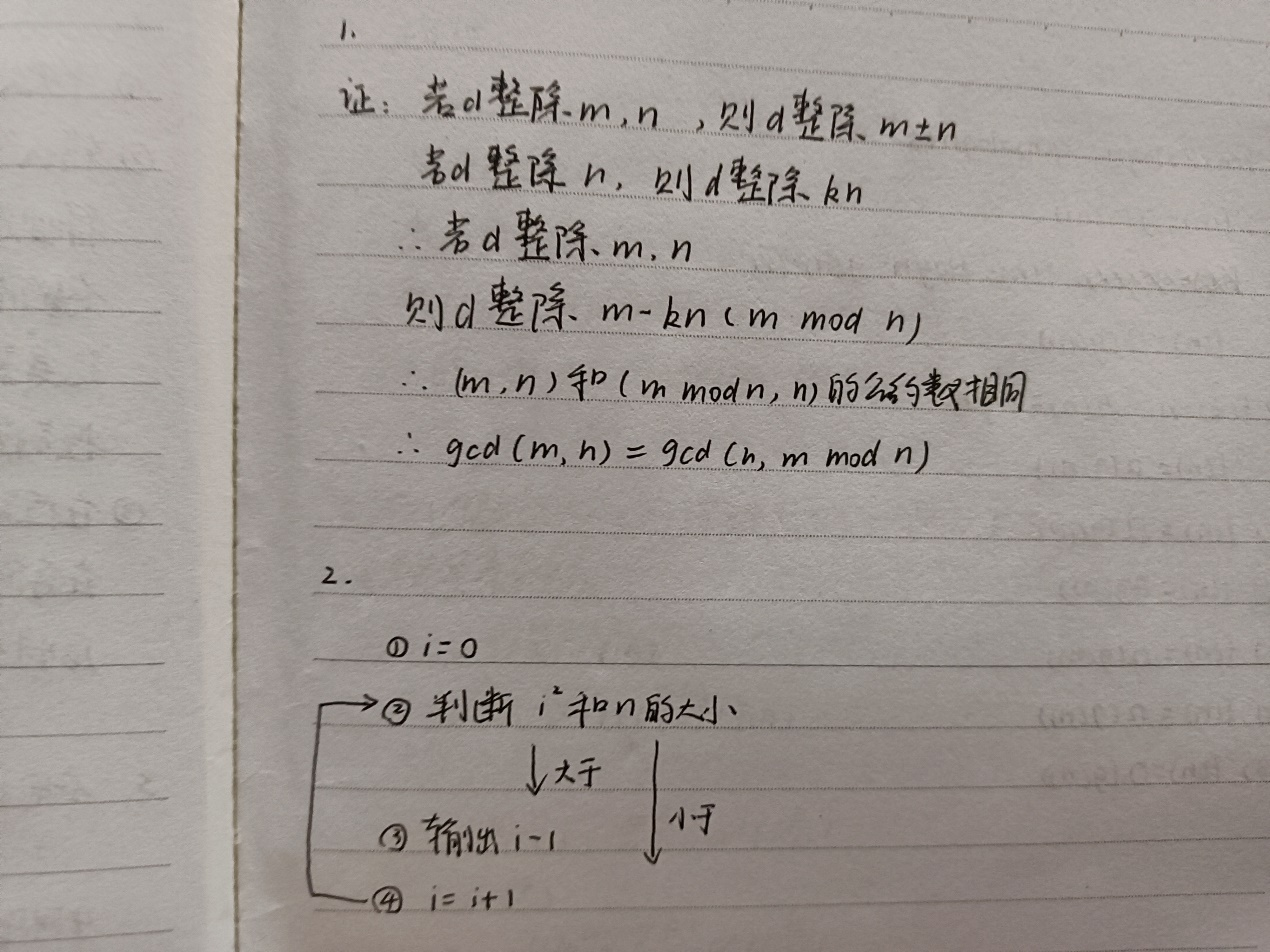 1.
证: 若d整除m, n , 则d整除m±n
若d整除n, 则d整除kn
∴若d整除m, n
则d整除m-kn(m mod n)
∴ (m, n)和(m mod n, n)的公约数相同
∴ gcd(m, n) = gcd(n, m mod n)
2.
① i=0
② 判断 i²和n的大小
↓大于
↓小于
③ 输出 i-1
④ i= i+1